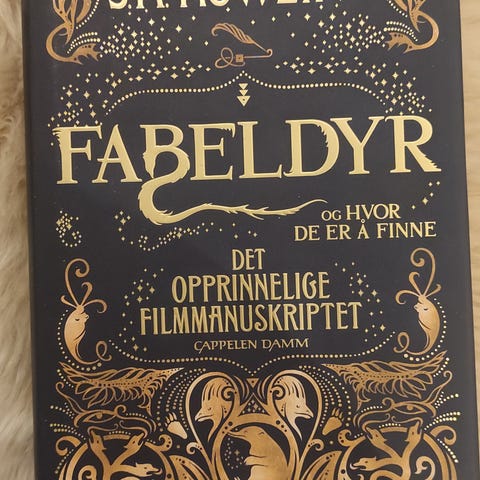 FABELDYR
OG HVOR
DE ER Å FINNE
DET
OPPRINNELIGE
FILMMANUSKRIPTET
CAPPELEN DAMM